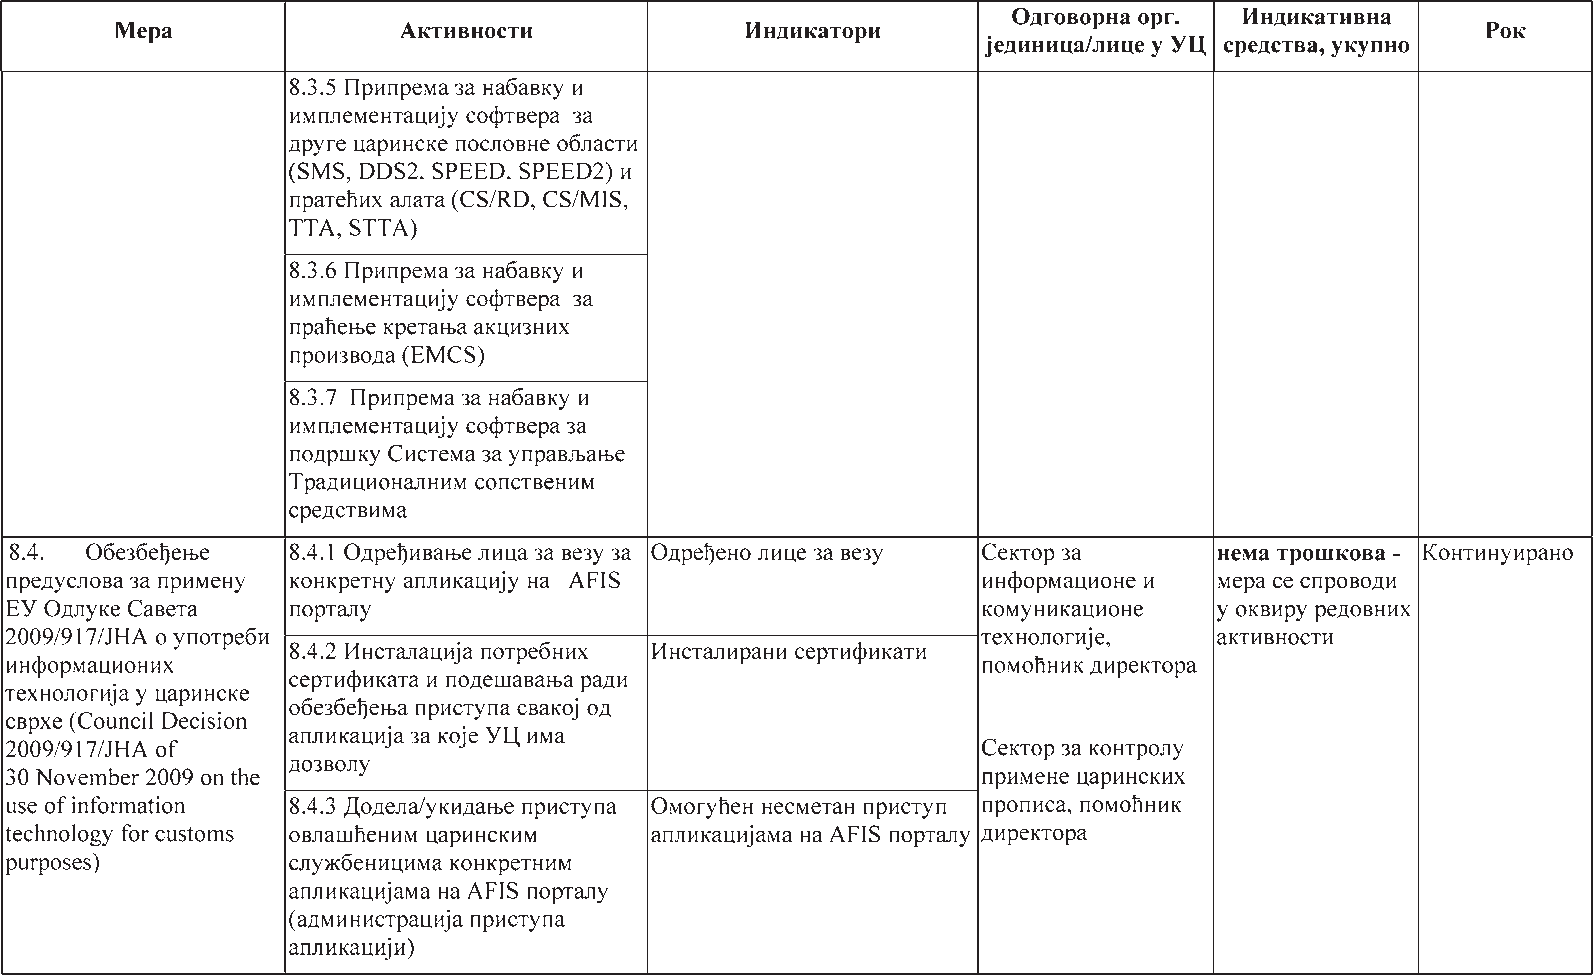 Мера
Активности
Индикатори
Одговорна орг.
јединица/лице у УЦ
Индикативна
средства, укупно
Рок
8.3.5 Припрема за набавку и
имплементацију софтвера за
друге царинске пословне области
(SMS, DDS2. SPEED. SPEED2) и
пратећих алата (CS/RD, CS/MIS,
TTA, STTA)
8.3.6 Припрема за набавку и
имплементацију софтвера за
праћење кретања акцизних
производа (EMCS)
8.3.7 Припрема за набавку и
имплементацију софтвера за
подршку Система за управљање
Традиционалним сопственим
средствима
8.4. Обезбеђење
предуслова за примену
ЕУ Одлуке Савета
2009/917/ЈНА о употреби
информационих
технологија у царинске
сврхе (Council Decision
2009/917/JHA of
30 November 2009 on the
use of information
technology for customs
purposes)
8.4.1 Одређивање лица за везу за
конкретну апликацију на AFIS
порталу
Одређено лице за везу
8.4.2 Инсталација потребних
сертификата и подешавања ради
обезбеђења приступа свакој од
апликација за које УЦ има
дозволу
Инсталирани сертификати
8.4.3 Додела/укидање приступа
овлашћеним царинским
службеницима конкретним
апликацијама на AFIS порталу
(администрација приступа
апликацији)
Омогућен несметан приступ
апликацијама на AFIS порталу
Сектор за
информационе и
комуникационе
технологије,
помоћник директора
Сектор за контролу
примене царинских
прописа, помоћник
директора
нема трошкова -
мера се спроводи
у оквиру редовних
активности
Континуирано